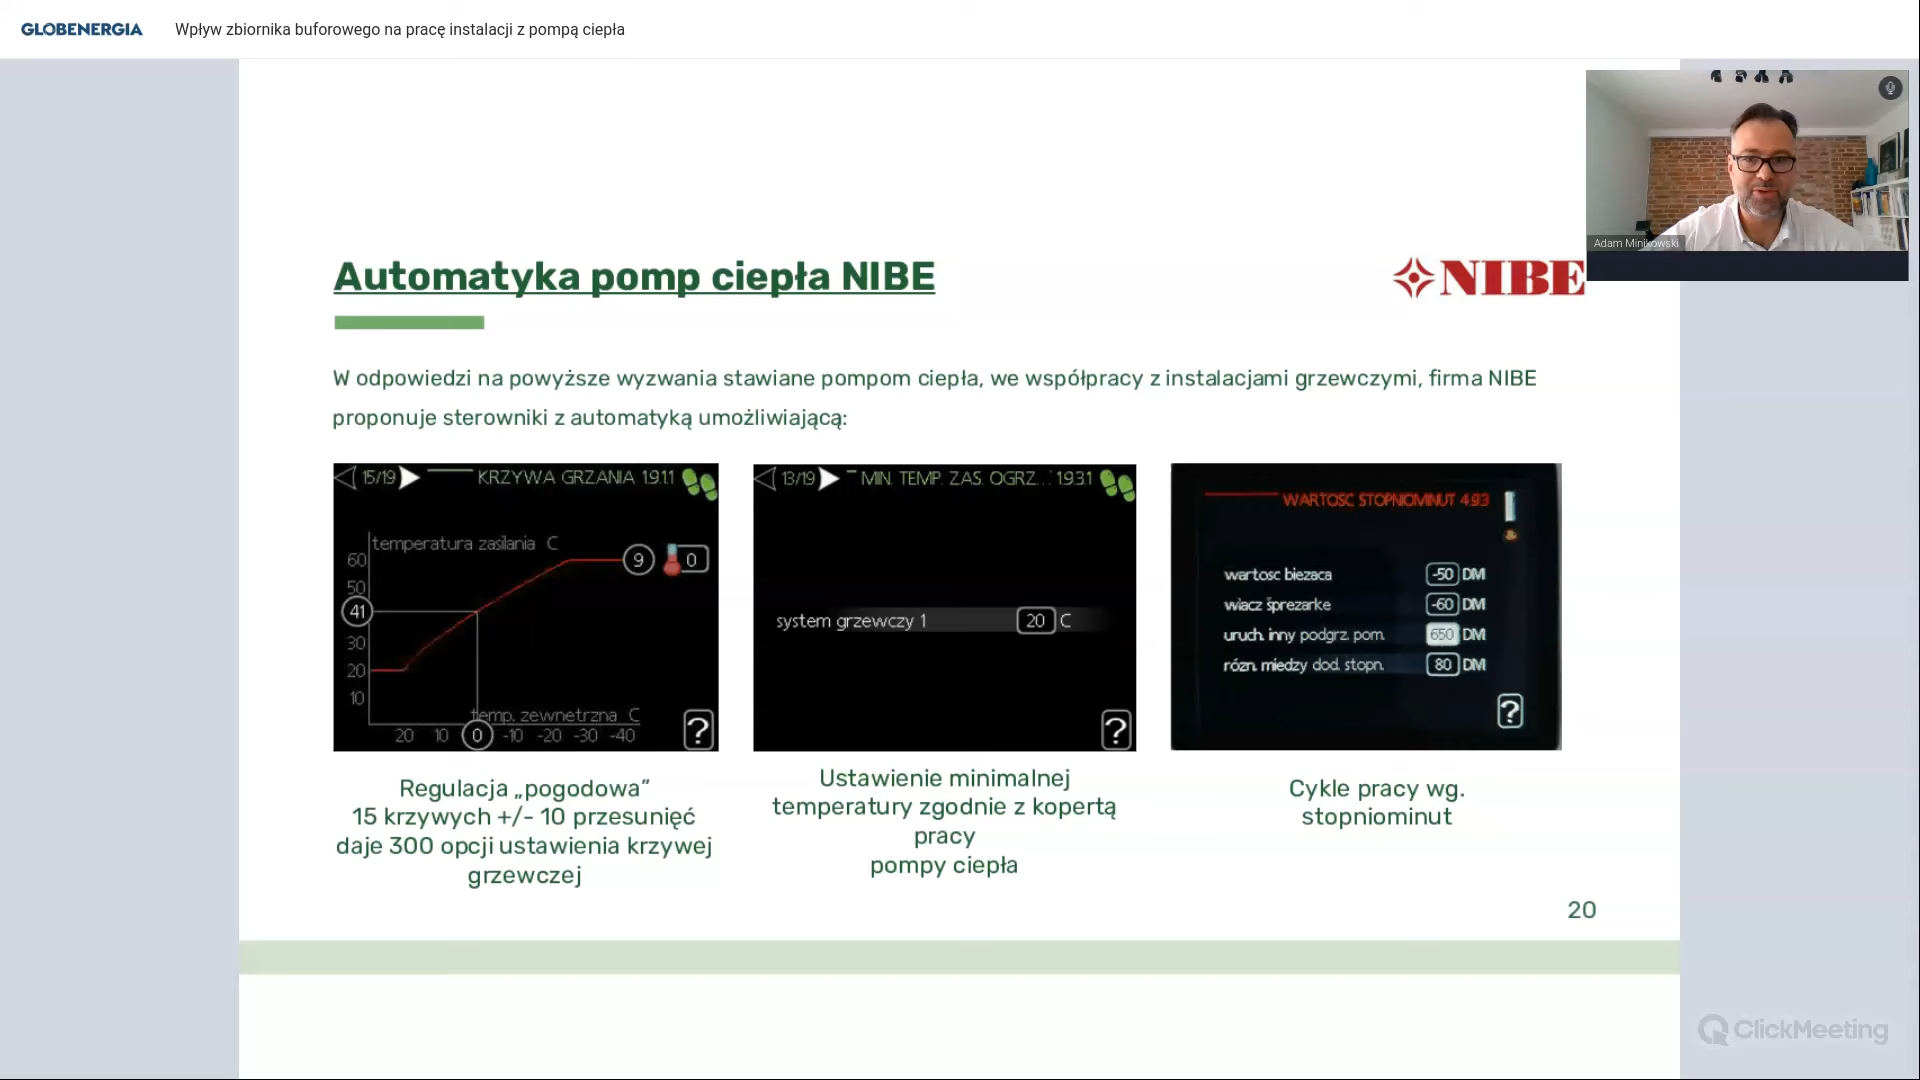 GLOBENERGIA
Wpływ zbiornika buforowego na pracę instalacji z pompą ciepła
Adam Minikowski
Automatyka pomp ciepła NIBE
NIBE
W odpowiedzi na powyższe wyzwania stawiane pompom ciepła, we współpracy z instalacjami grzewczymi, firma NIBE
proponuje sterowniki z automatyką umożliwiającą:
15/19 KRZYWA GRZANIA 1.9.1.1
temperatura zasilania C
60
50
41
30
20
10
9
0
temp. zewnetrzna C
20 10 0 -10 -20 -30 -40
?
13/19 MIN. TEMP. ZAS. OGRZ... 1.9.3.1
system grzewczy 1 20 C
?
WARTOSC STOPNIOMINUT 4.9.3
wartosc biezaca -50 DM
wlacz sprezarke -60 DM
uruch. inny podgrz. pom. 650 DM
rózn. miedzy dod. stopn. 80 DM
?
Regulacja „pogodowa”
15 krzywych +/- 10 przesunięć
daje 300 opcji ustawienia krzywej
grzewczej
Ustawienie minimalnej
temperatury zgodnie z kopertą
pracy
pompy ciepła
Cykle pracy wg.
stopniominut
20
ClickMeeting